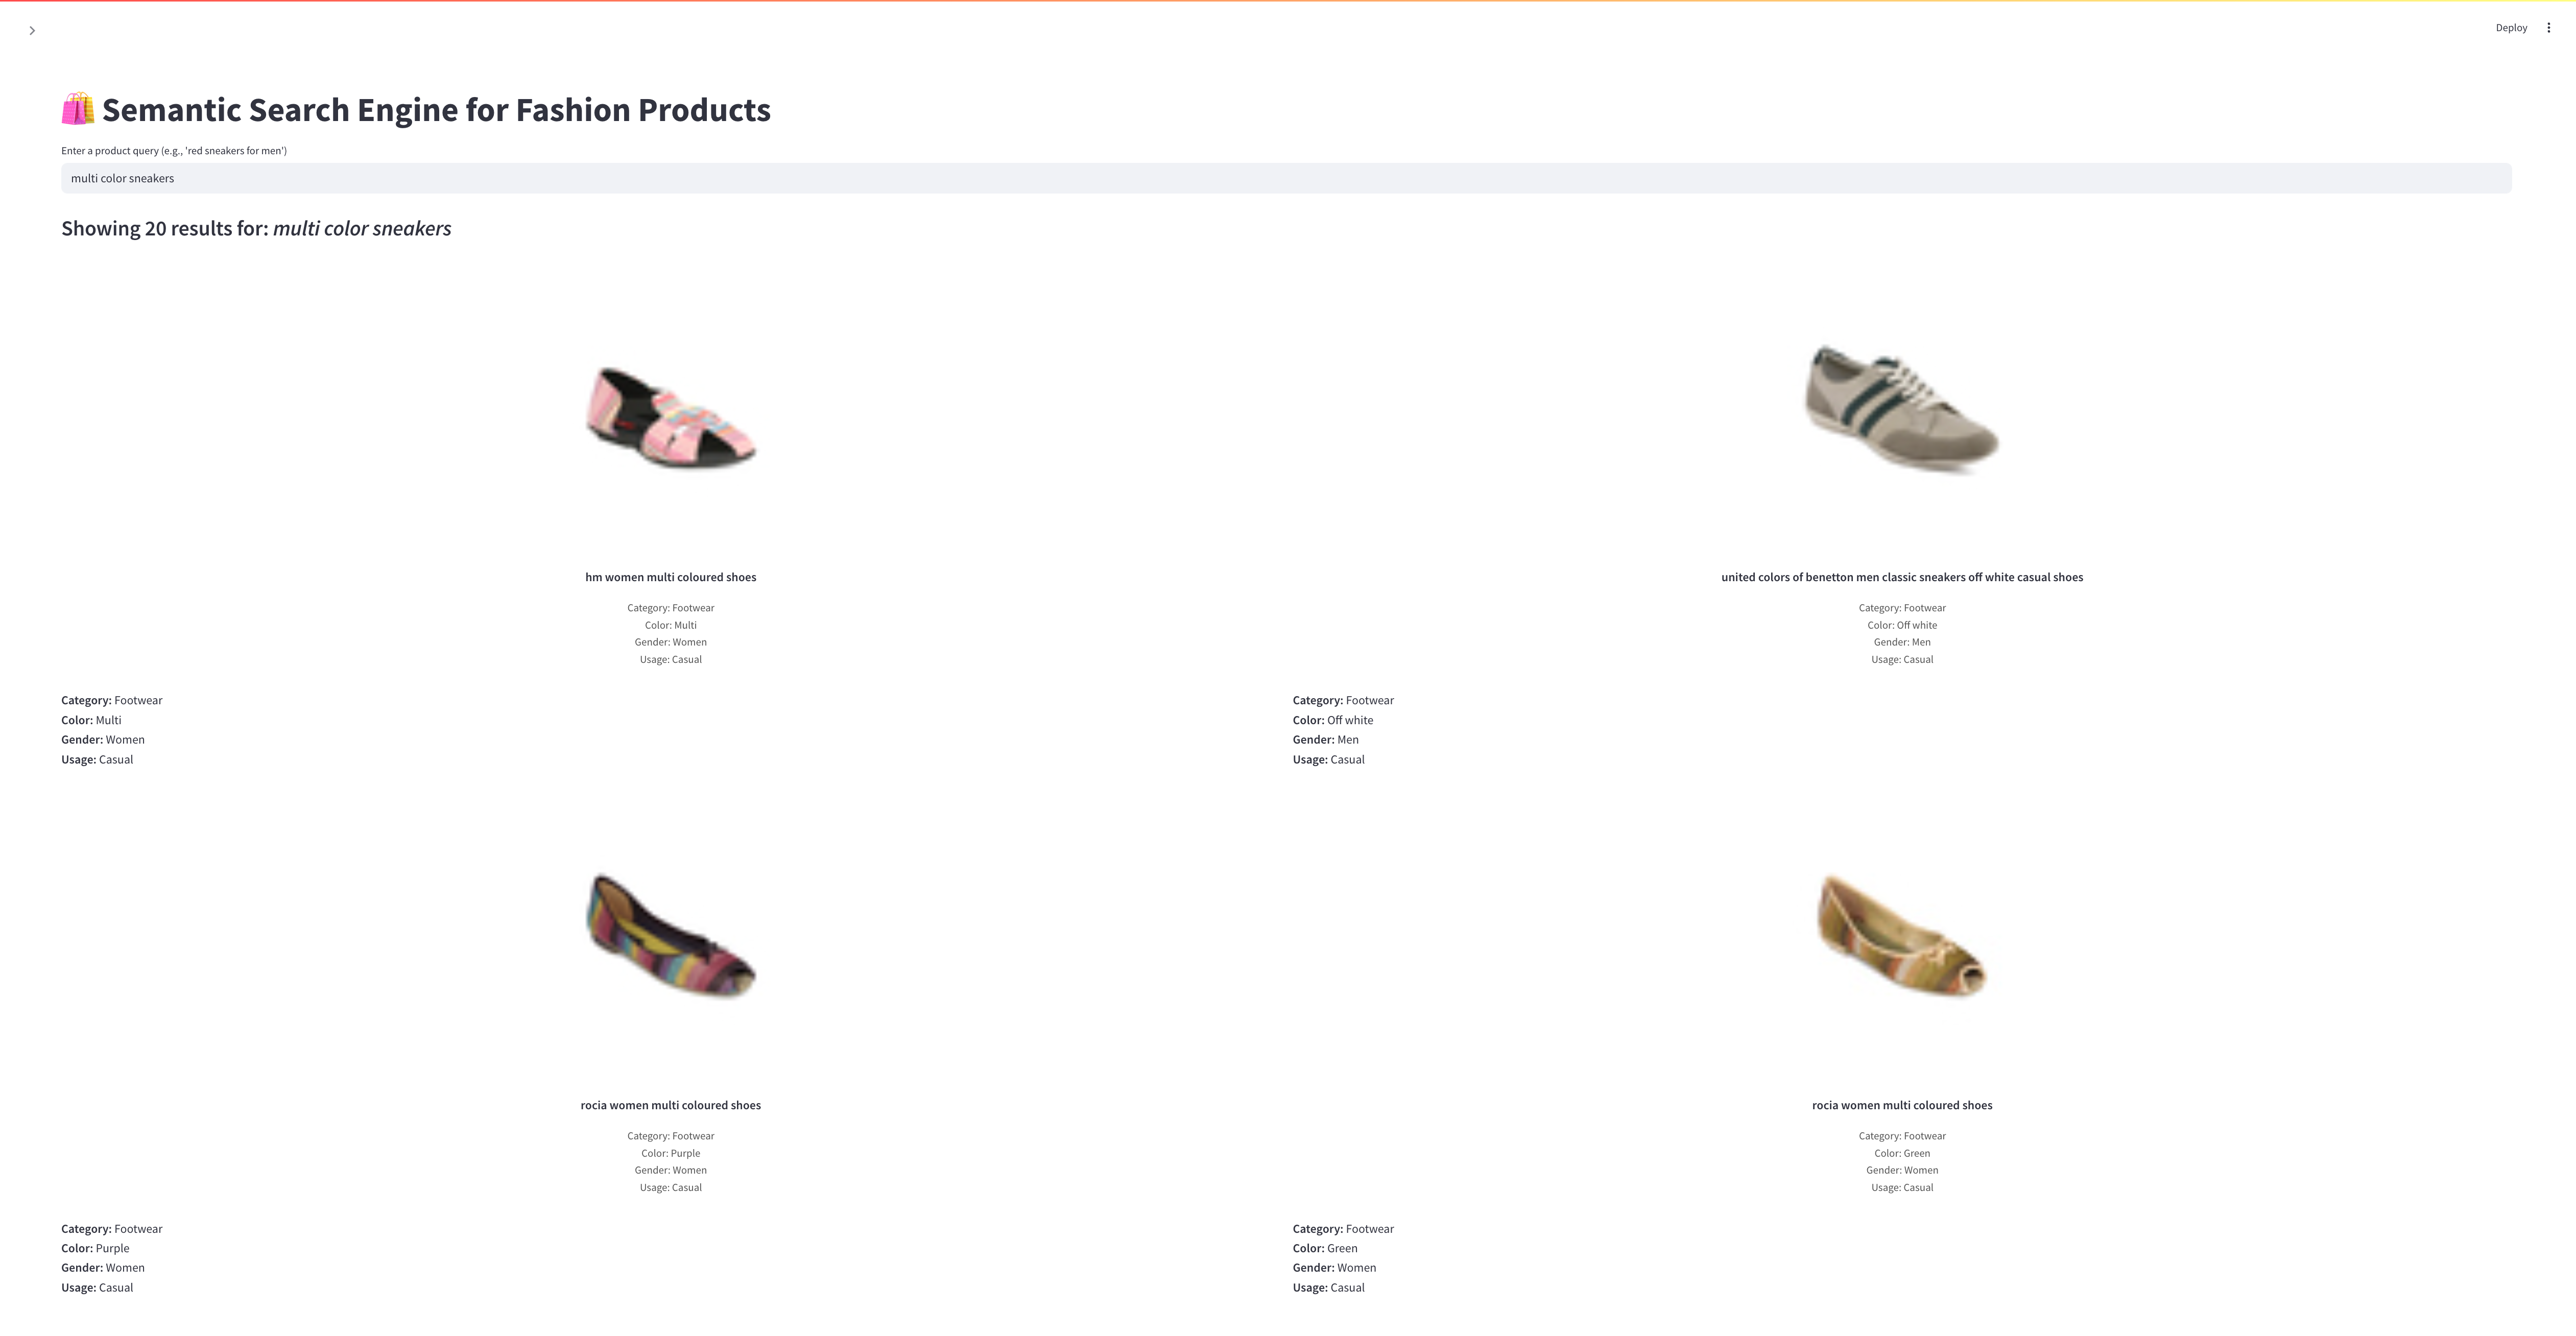 Deploy
Semantic Search Engine for Fashion Products
Enter a product query (e.g., 'red sneakers for men')
multi color sneakers
Showing 20 results for: multi color sneakers
hm women multi coloured shoes
Category: Footwear
Color: Multi
Gender: Women
Usage: Casual
Category: Footwear
Color: Multi
Gender: Women
Usage: Casual
united colors of benetton men classic sneakers off white casual shoes
Category: Footwear
Color: Off white
Gender: Men
Usage: Casual
Category: Footwear
Color: Off white
Gender: Men
Usage: Casual
rocia women multi coloured shoes
Category: Footwear
Color: Purple
Gender: Women
Usage: Casual
Category: Footwear
Color: Purple
Gender: Women
Usage: Casual
rocia women multi coloured shoes
Category: Footwear
Color: Green
Gender: Women
Usage: Casual
Category: Footwear
Color: Green
Gender: Women
Usage: Casual